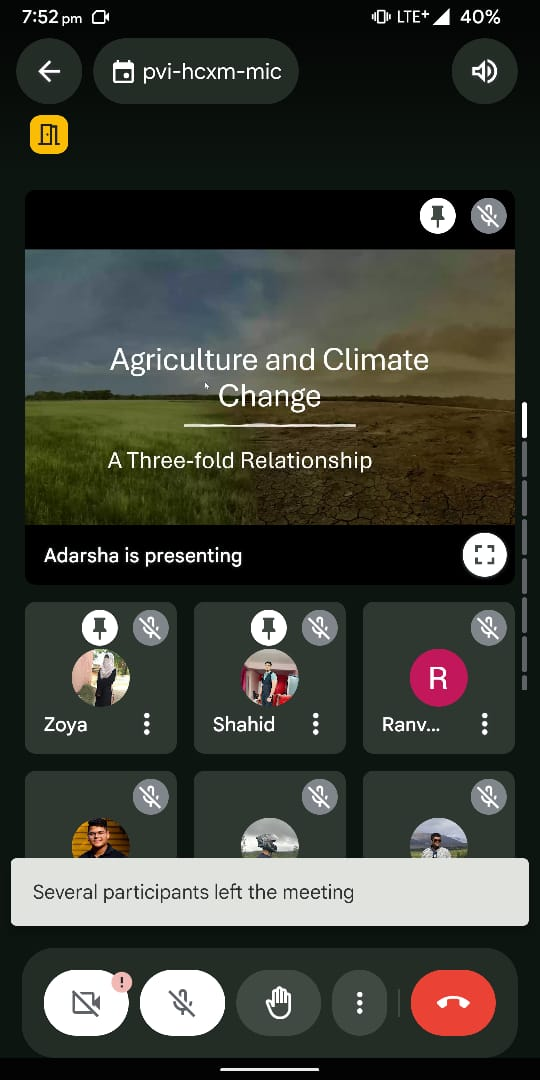 7:52 pm LTE+ 40%
pvi-hcxm-mic
Agriculture and Climate
Change
A Three-fold Relationship
Adarsha is presenting
Zoya
Shahid
R
Ranv...
Several participants left the meeting
!